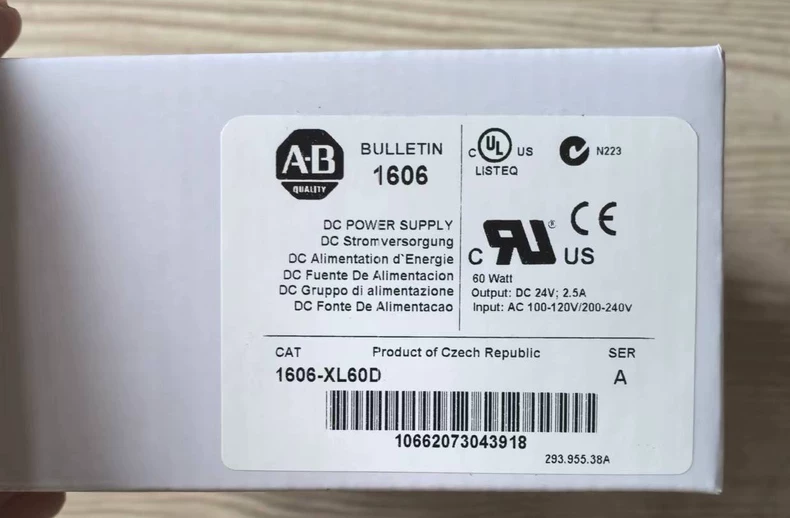 A-B
QUALITY
BULLETIN
1606
C UL US
LISTEQ
N223
DC POWER SUPPLY
DC Stromversorgung
DC Alimentation d`Energie
DC Fuente De Alimentacion
DC Gruppo di alimentazione
DC Fonte De Alimentacao
C RU ® US
CE
60 Watt
Output: DC 24V; 2.5A
Input: AC 100-120V/200-240V
CAT
Product of Czech Republic
SER
1606-XL60D
A
10662073043918
293.955.38A